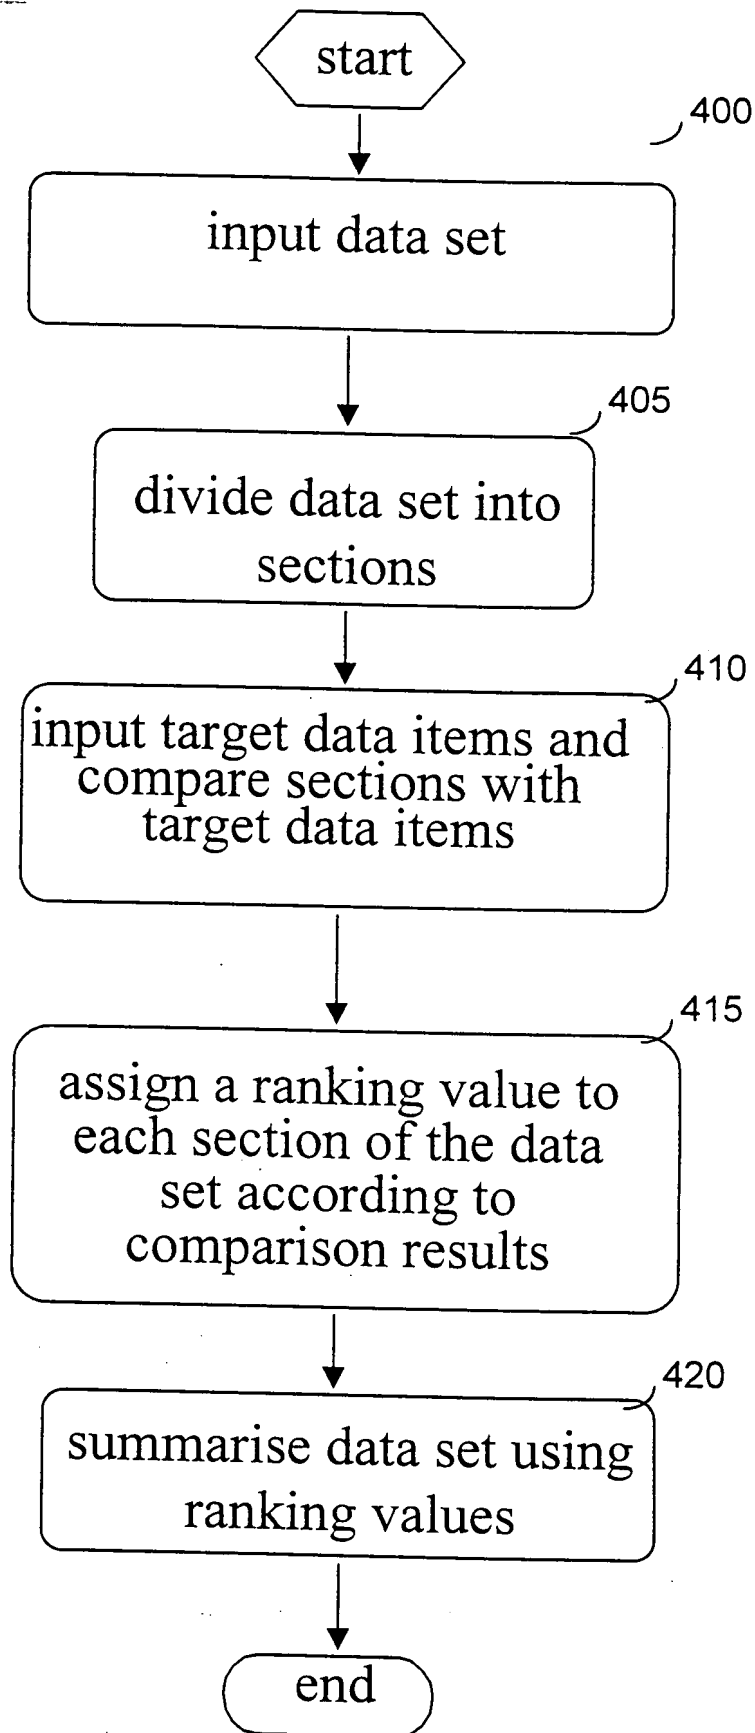 start
400
input data set
405
divide data set into
sections
410
input target data items and
compare sections with
target data items
415
assign a ranking value to
each section of the data
set according to
comparison results
420
summarise data set using
ranking values
end